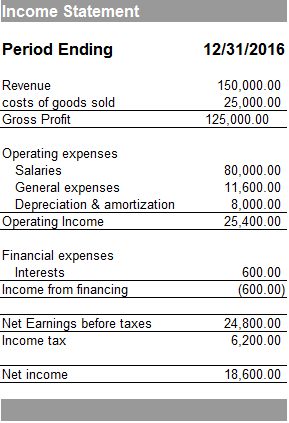 Income Statement
Period Ending 12/31/2016
Revenue 150,000.00
costs of goods sold 25,000.00
Gross Profit 125,000.00
Operating expenses
Salaries 80,000.00
General expenses 11,600.00
Depreciation & amortization 8,000.00
Operating Income 25,400.00
Financial expenses
Interests 600.00
Income from financing (600.00)
Net Earnings before taxes 24,800.00
Income tax 6,200.00
Net income 18,600.00